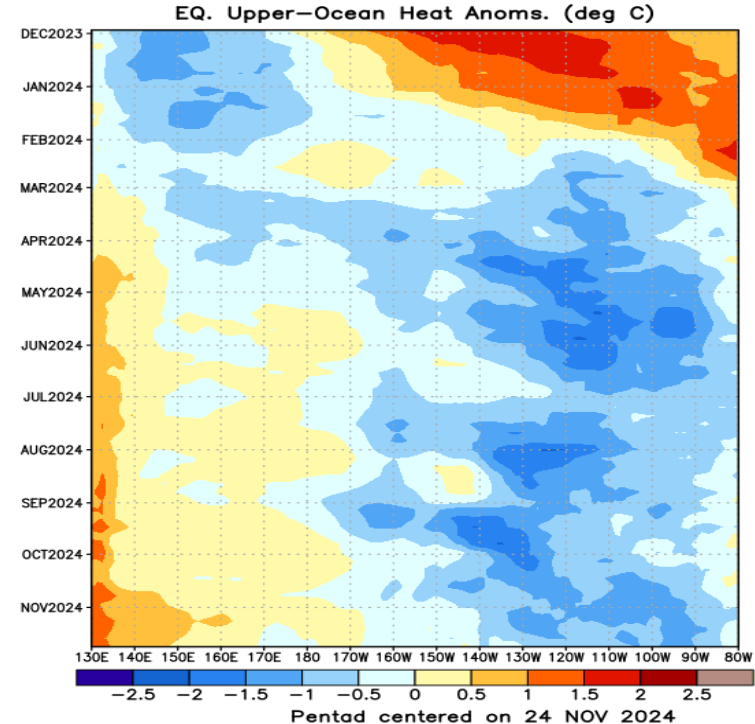 EQ. Upper-Ocean Heat Anoms. (deg C)
DEC2023
JAN2024
FEB2024
MAR2024
APR2024
MAY2024
JUN2024
JUL2024
AUG2024
SEP2024
OCT2024
NOV2024
130E 140E 150E 160E 170E 180 170W 160W 150W 140W 130W 120W 110W 100W 90W 80W
-2.5 -2 -1.5 -1 -0.5 0 0.5 1 1.5 2 2.5
Pentad centered on 24 NOV 2024